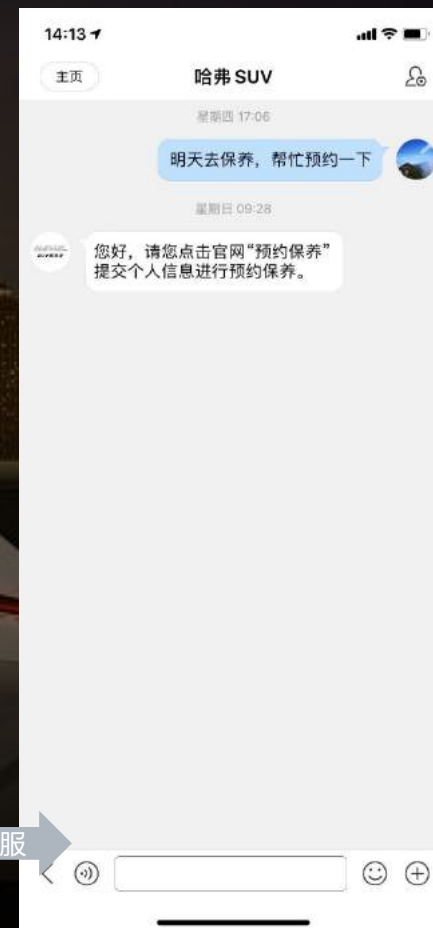 14:13
主页
哈弗 SUV
星期四 17:06
明天去保养，帮忙预约一下
星期日 09:28
您好，请您点击官网“预约保养”
提交个人信息进行预约保养。
服